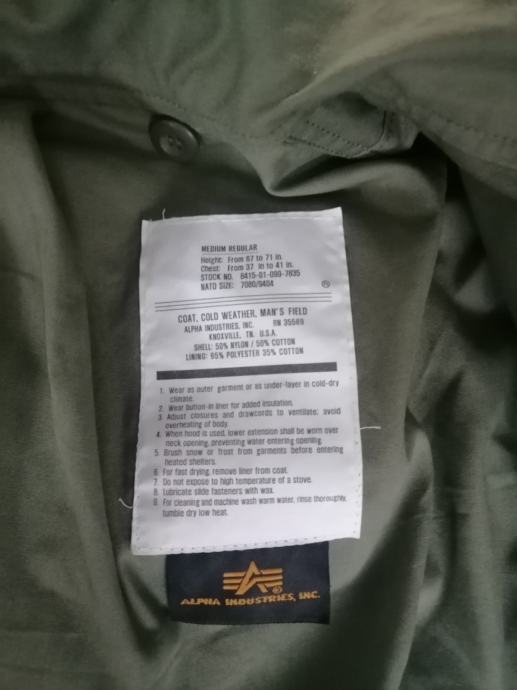 MEDIUM REGULAR
Height: From 67 to 71 in.
Chest: From 37 in to 41 in.
STOCK NO. 8415-01-099-7835
NATO SIZE: 7080/9404
®
COAT, COLD WEATHER, MAN'S FIELD
ALPHA INDUSTRIES, INC. RN 35589
KNOXVILLE, TN. U.S.A.
SHELL: 50% NYLON / 50% COTTON
LINING: 65% POLYESTER 35% COTTON
1. Wear as outer garment or as under-layer in cold-dry
climate.
2. Wear button-in liner for added insulation.
3. Adjust closures and drawcords to ventilate; avoid
overheating of body.
4. When hood is used, lower extension shall be worn over
neck opening, preventing water entering opening.
5. Brush snow or frost from garments before entering
heated shelters.
6. For fast drying, remove liner from coat.
7. Do not expose to high temperature of a stove.
8. Lubricate slide fasteners with wax.
9. For cleaning and machine wash warm water, rinse thoroughly,
tumble dry low heat.
ALPHA INDUSTRIES, INC.